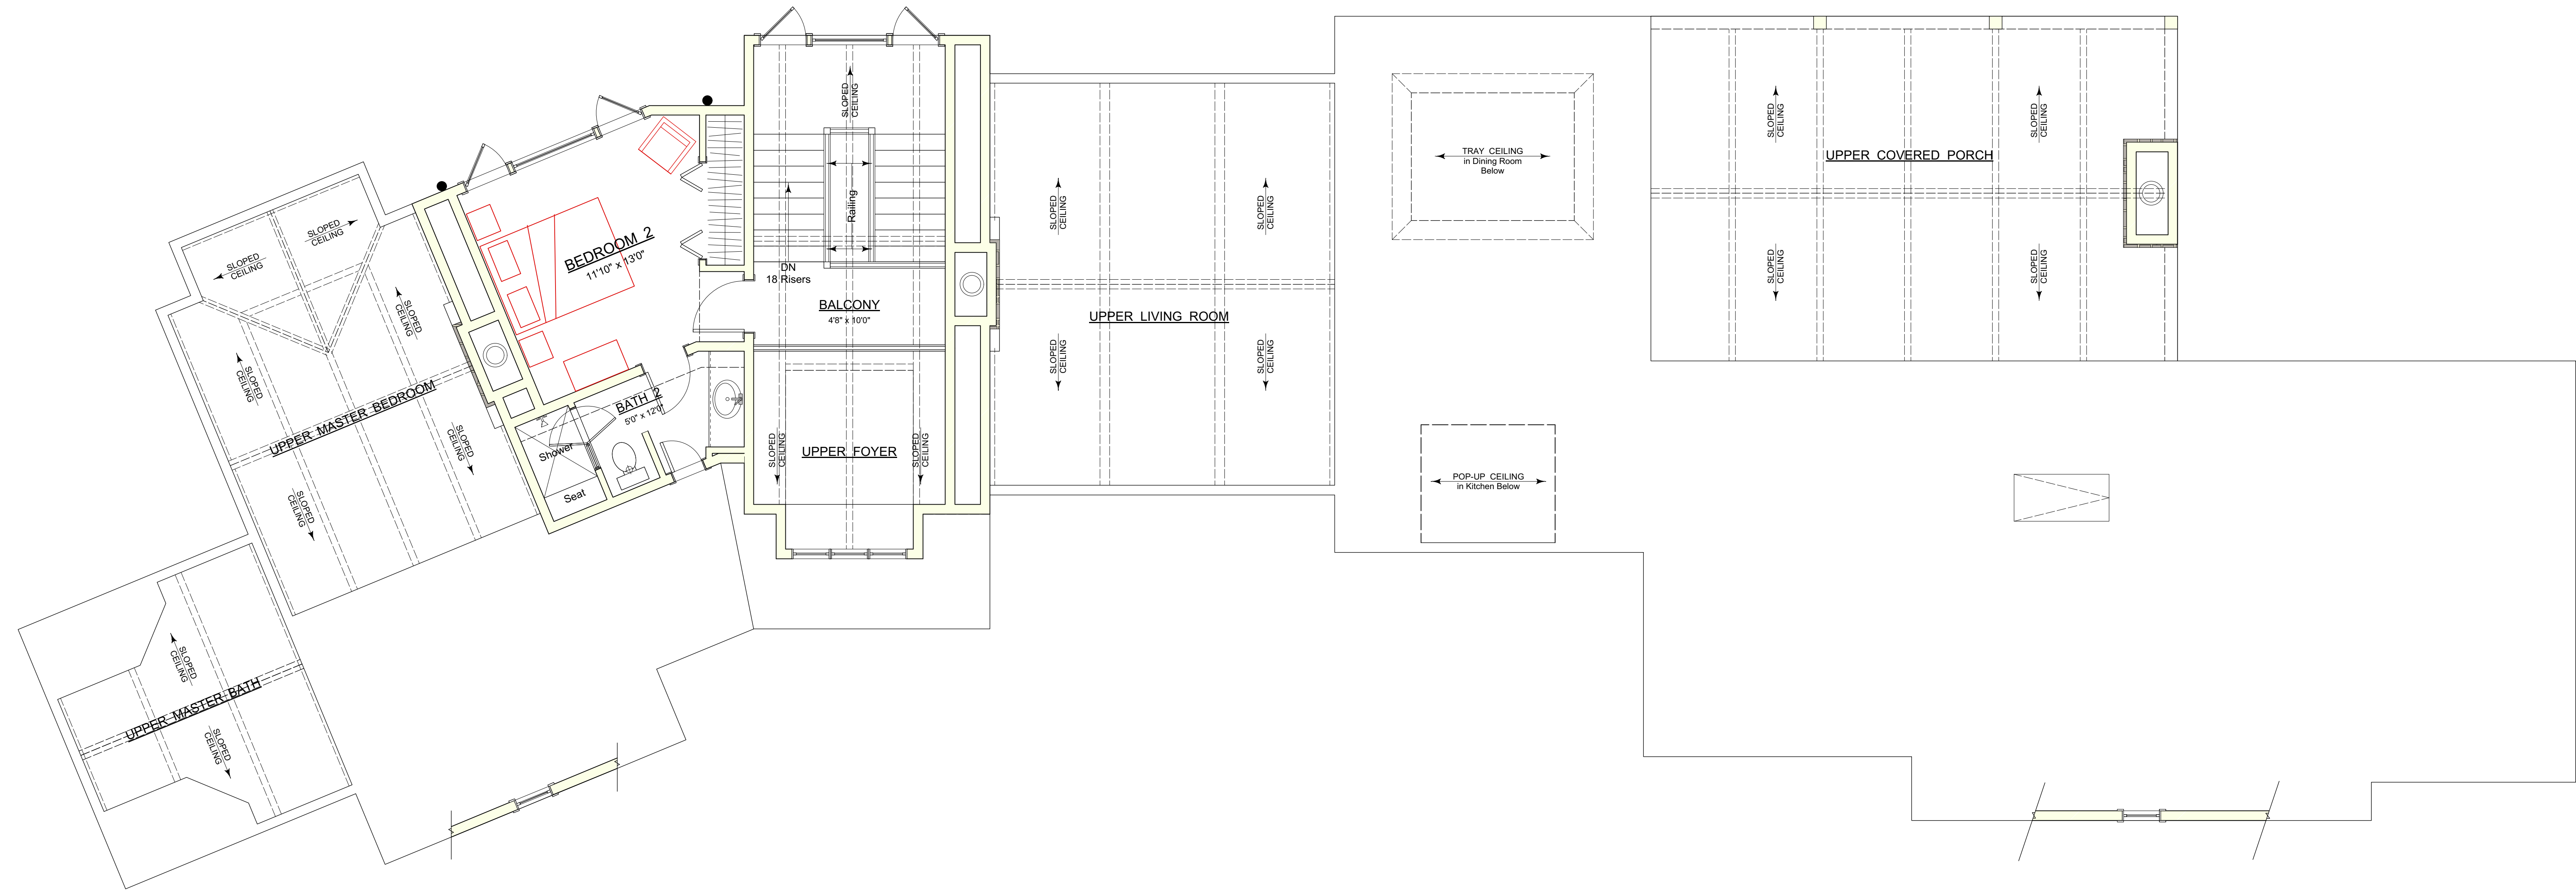 SLOPED
CEILING
SLOPED
CEILING
SLOPED
CEILING
SLOPED
CEILING
UPPER MASTER BEDROOM
SLOPED
CEILING
SLOPED
CEILING
UPPER MASTER BATH
SLOPED
CEILING
SLOPED
CEILING
BEDROOM 2
11'10" x 13'0"
BATH 2
5'0" x 12'0"
Shower
Seat
SLOPED
CEILING
Railing
DN
18 Risers
BALCONY
4'8" x 10'0"
UPPER FOYER
SLOPED
CEILING
SLOPED
CEILING
SLOPED
CEILING
SLOPED
CEILING
UPPER LIVING ROOM
SLOPED
CEILING
SLOPED
CEILING
TRAY CEILING
in Dining Room
Below
POP-UP CEILING
in Kitchen Below
SLOPED
CEILING
SLOPED
CEILING
UPPER COVERED PORCH
SLOPED
CEILING
SLOPED
CEILING